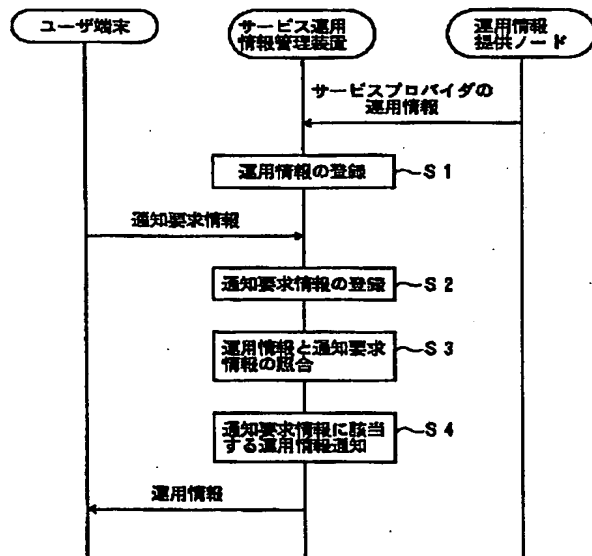 ユーザ端末
サービス運用
情報管理装置
運用情報
提供ノード
サービスプロバイダの
運用情報
運用情報の登録
S1
通知要求情報
通知要求情報の登録
S2
運用情報と通知要求
情報の照合
S3
通知要求情報に該当
する運用情報通知
S4
運用情報